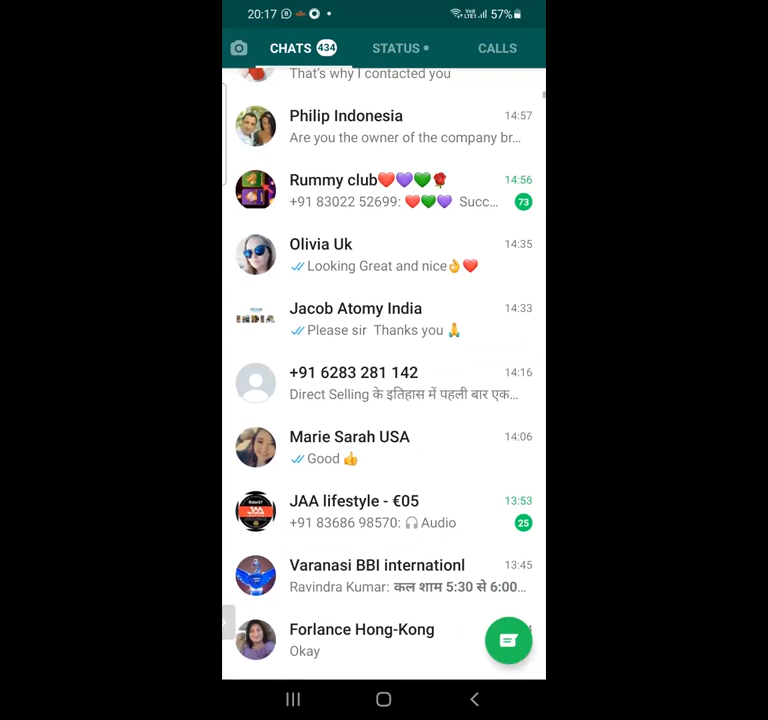 20:17 57%
CHATS 434 STATUS CALLS
That's why I contacted you
Philip Indonesia 14:57
Are you the owner of the company br...
Rummy club❤️💜💚🌹 14:56
+91 83022 52699: ❤️💚💜 Succ... 73
Olivia Uk 14:35
Looking Great and nice👌❤️
Jacob Atomy India 14:33
Please sir Thanks you 🙏
+91 6283 281 142 14:16
Direct Selling के इतिहास में पहली बार एक...
Marie Sarah USA 14:06
Good 👍
JAA lifestyle - €05 13:53
+91 83686 98570: 🎧 Audio 25
Varanasi BBI internationl 13:45
Ravindra Kumar: कल शाम 5:30 से 6:00...
Forlance Hong-Kong
Okay